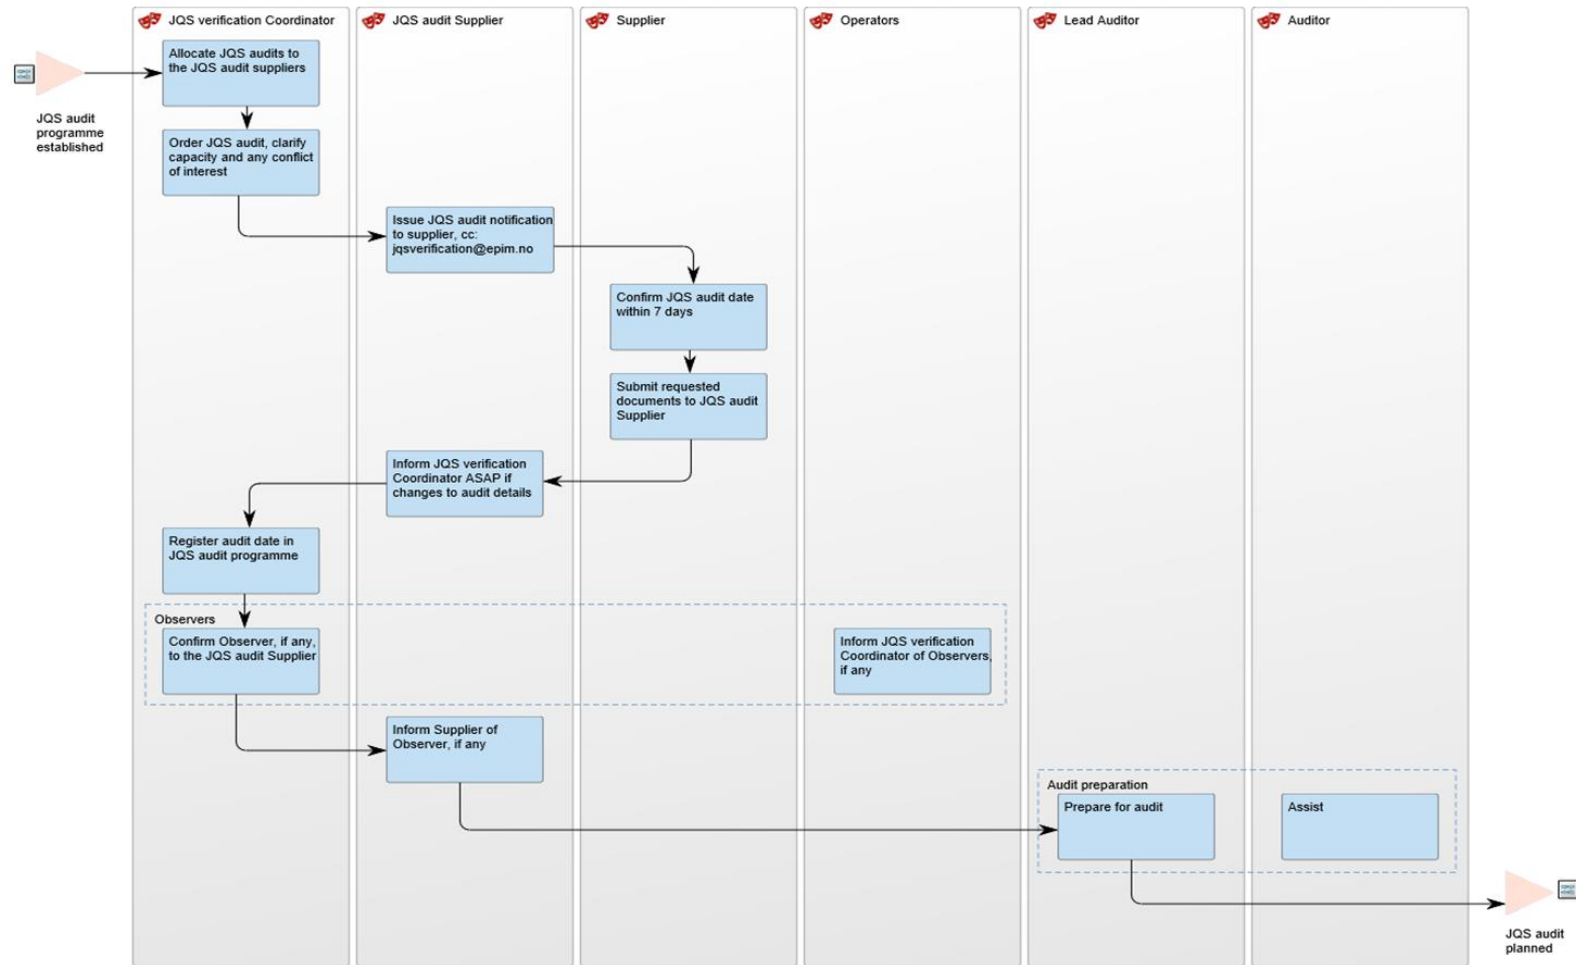 JQS verification Coordinator
JQS audit Supplier
Supplier
Operators
Lead Auditor
Auditor
JQS audit
programme
established
Allocate JQS audits to
the JQS audit suppliers
Order JQS audit, clarify
capacity and any conflict
of interest
Issue JQS audit notification
to supplier, cc:
jqsverification@epim.no
Confirm JQS audit date
within 7 days
Submit requested
documents to JQS audit
Supplier
Inform JQS verification
Coordinator ASAP if
changes to audit details
Register audit date in
JQS audit programme
Observers
Confirm Observer, if any,
to the JQS audit Supplier
Inform JQS verification
Coordinator of Observers,
if any
Inform Supplier of
Observer, if any
Audit preparation
Prepare for audit
Assist
JQS audit
planned